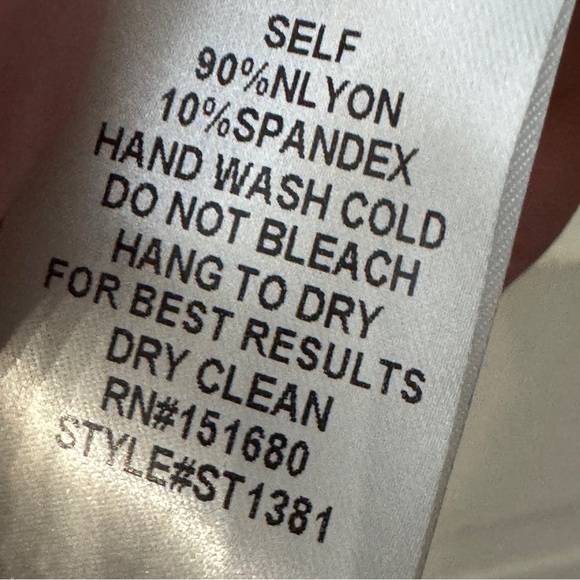 SELF
90%NLYON
10%SPANDEX
HAND WASH COLD
DO NOT BLEACH
HANG TO DRY
FOR BEST RESULTS
DRY CLEAN
RN#151680
STYLE#ST1381